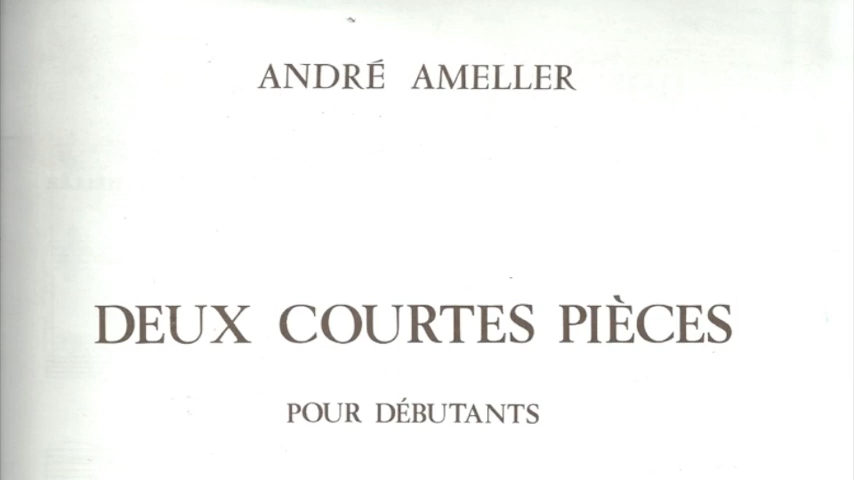 ANDRÉ AMELLER
DEUX COURTES PIÈCES
POUR DÉBUTANTS